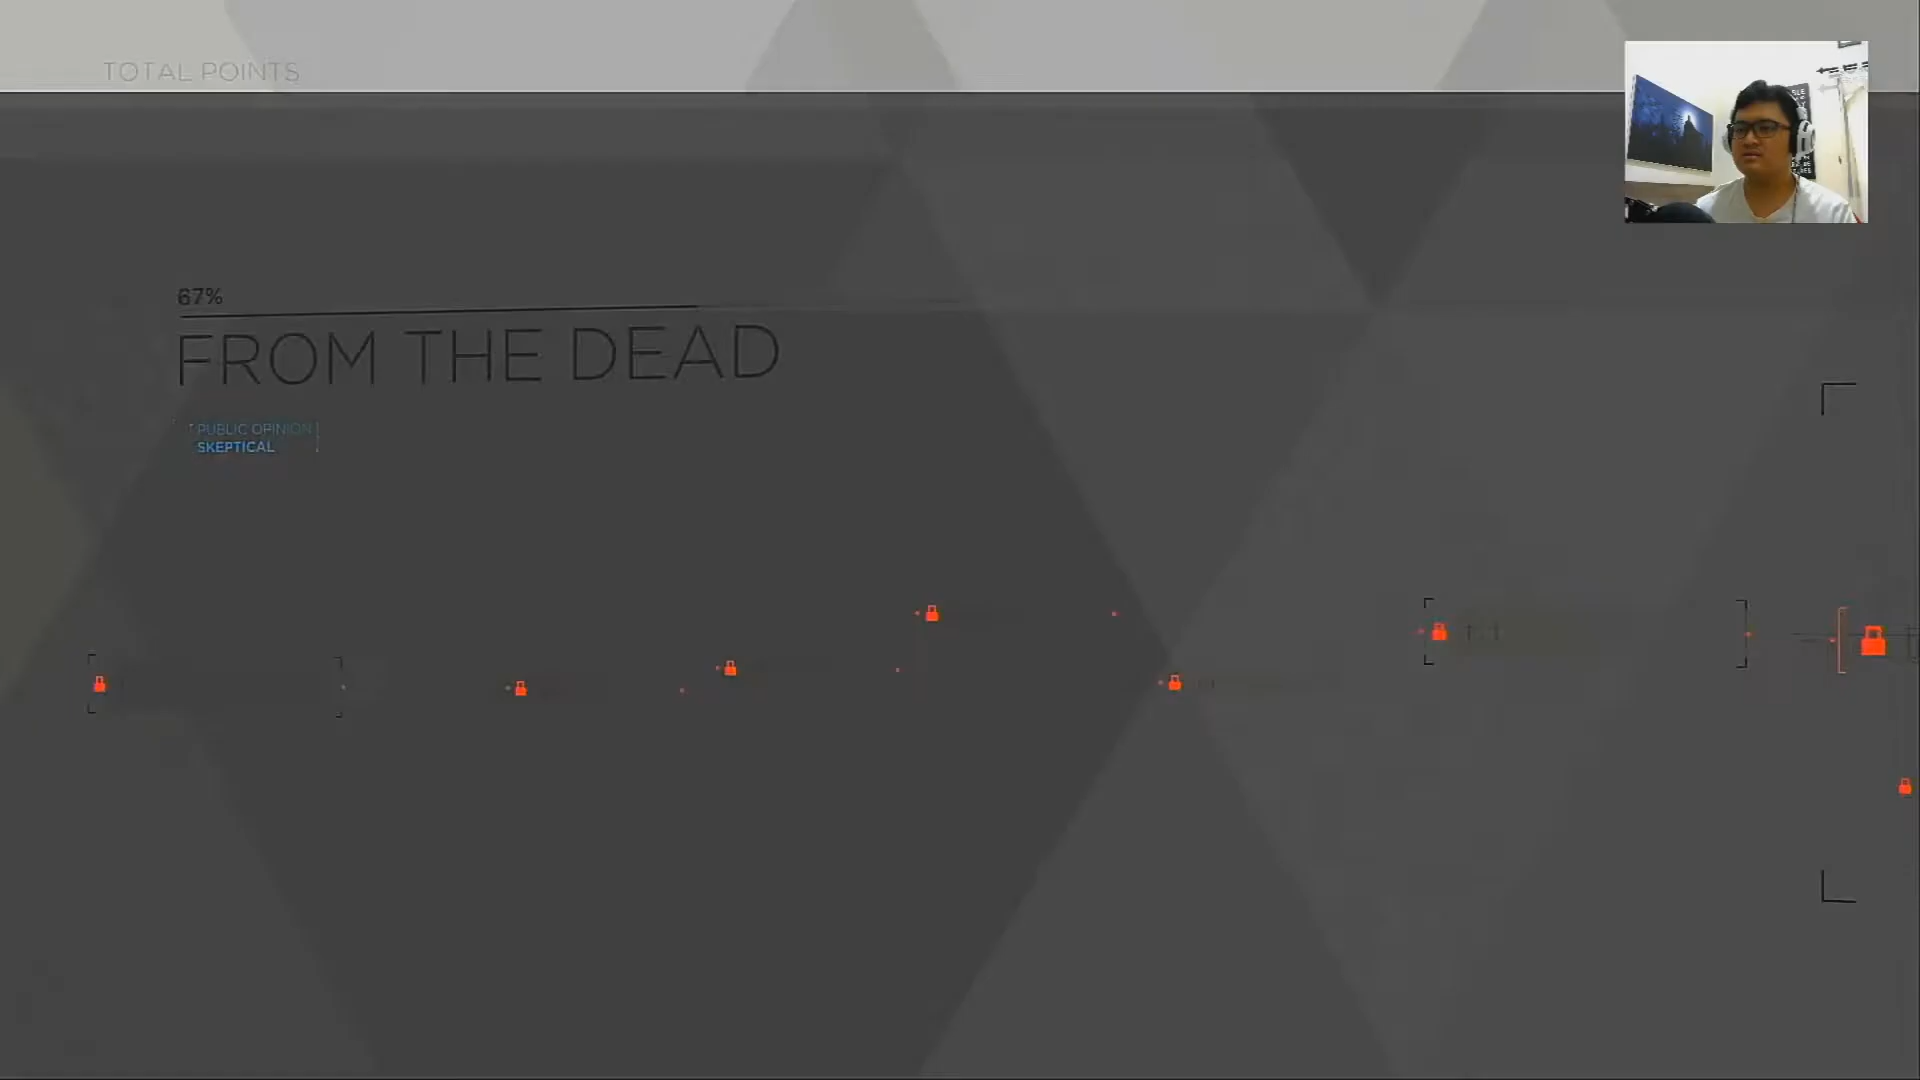 TOTAL POINTS
67%
FROM THE DEAD
PUBLIC OPINION
SKEPTICAL